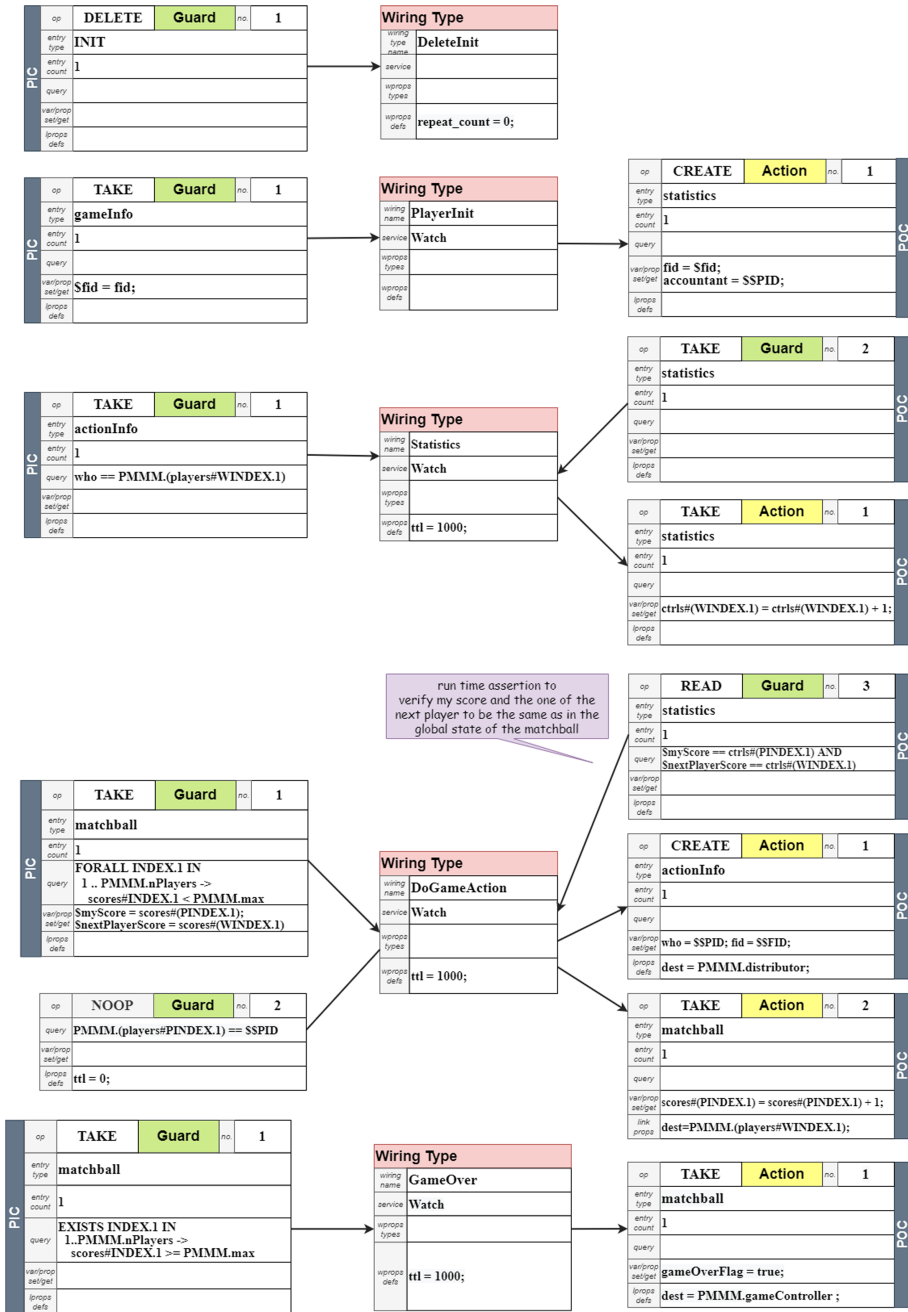 PIC
op DELETE Guard no. 1
entry type INIT
entry count 1
query
var/prop set/get
lprops defs
Wiring Type
wiring type name DeleteInit
service
wprops types
wprops defs repeat_count = 0;
PIC
op TAKE Guard no. 1
entry type gameInfo
entry count 1
query
var/prop set/get $fid = fid;
lprops defs
Wiring Type
wiring name PlayerInit
service Watch
wprops types
wprops defs
POC
op CREATE Action no. 1
entry type statistics
entry count 1
query
var/prop set/get fid = $fid;
accountant = $$PID;
lprops defs
POC
op TAKE Guard no. 2
entry type statistics
entry count 1
query
var/prop set/get
lprops defs
PIC
op TAKE Guard no. 1
entry type actionInfo
entry count 1
query who == PMMM.(players#WINDEX.1)
var/prop set/get
lprops defs
Wiring Type
wiring name Statistics
service Watch
wprops types
wprops defs ttl = 1000;
POC
op TAKE Action no. 1
entry type statistics
entry count 1
query
var/prop set/get ctrls#(WINDEX.1) = ctrls#(WINDEX.1) + 1;
lprops defs
run time assertion to
verify my score and the one of the
next player to be the same as in the
global state of the matchball
POC
op READ Guard no. 3
entry type statistics
entry count 1
query $myScore == ctrls#(PINDEX.1) AND
$nextPlayerScore == ctrls#(WINDEX.1)
var/prop set/get
lprops defs
PIC
op TAKE Guard no. 1
entry type matchball
entry count 1
query FORALL INDEX.1 IN
1 .. PMMM.nPlayers ->
scores#INDEX.1 < PMMM.max
var/prop set/get $myScore = scores#(PINDEX.1);
$nextPlayerScore = scores#(WINDEX.1)
lprops defs
op NOOP Guard no. 2
query PMMM.(players#PINDEX.1) == $$PID
var/prop set/get
lprops defs ttl = 0;
Wiring Type
wiring name DoGameAction
service Watch
wprops types
wprops defs ttl = 1000;
POC
op CREATE Action no. 1
entry type actionInfo
entry count 1
query
var/prop set/get who = $$PID; fid = $$FID;
lprops defs dest = PMMM.distributor;
POC
op TAKE Action no. 2
entry type matchball
entry count 1
query
var/prop set/get scores#(PINDEX.1) = scores#(PINDEX.1) + 1;
link props dest=PMMM.(players#WINDEX.1);
PIC
op TAKE Guard no. 1
entry type matchball
entry count 1
query EXISTS INDEX.1 IN
1..PMMM.nPlayers ->
scores#INDEX.1 >= PMMM.max
var/prop set/get
lprops defs
Wiring Type
wiring name GameOver
service Watch
wprops types
wprops defs ttl = 1000;
POC
op TAKE Action no. 1
entry type matchball
entry count 1
query
var/prop set/get gameOverFlag = true;
lprops defs dest = PMMM.gameController ;